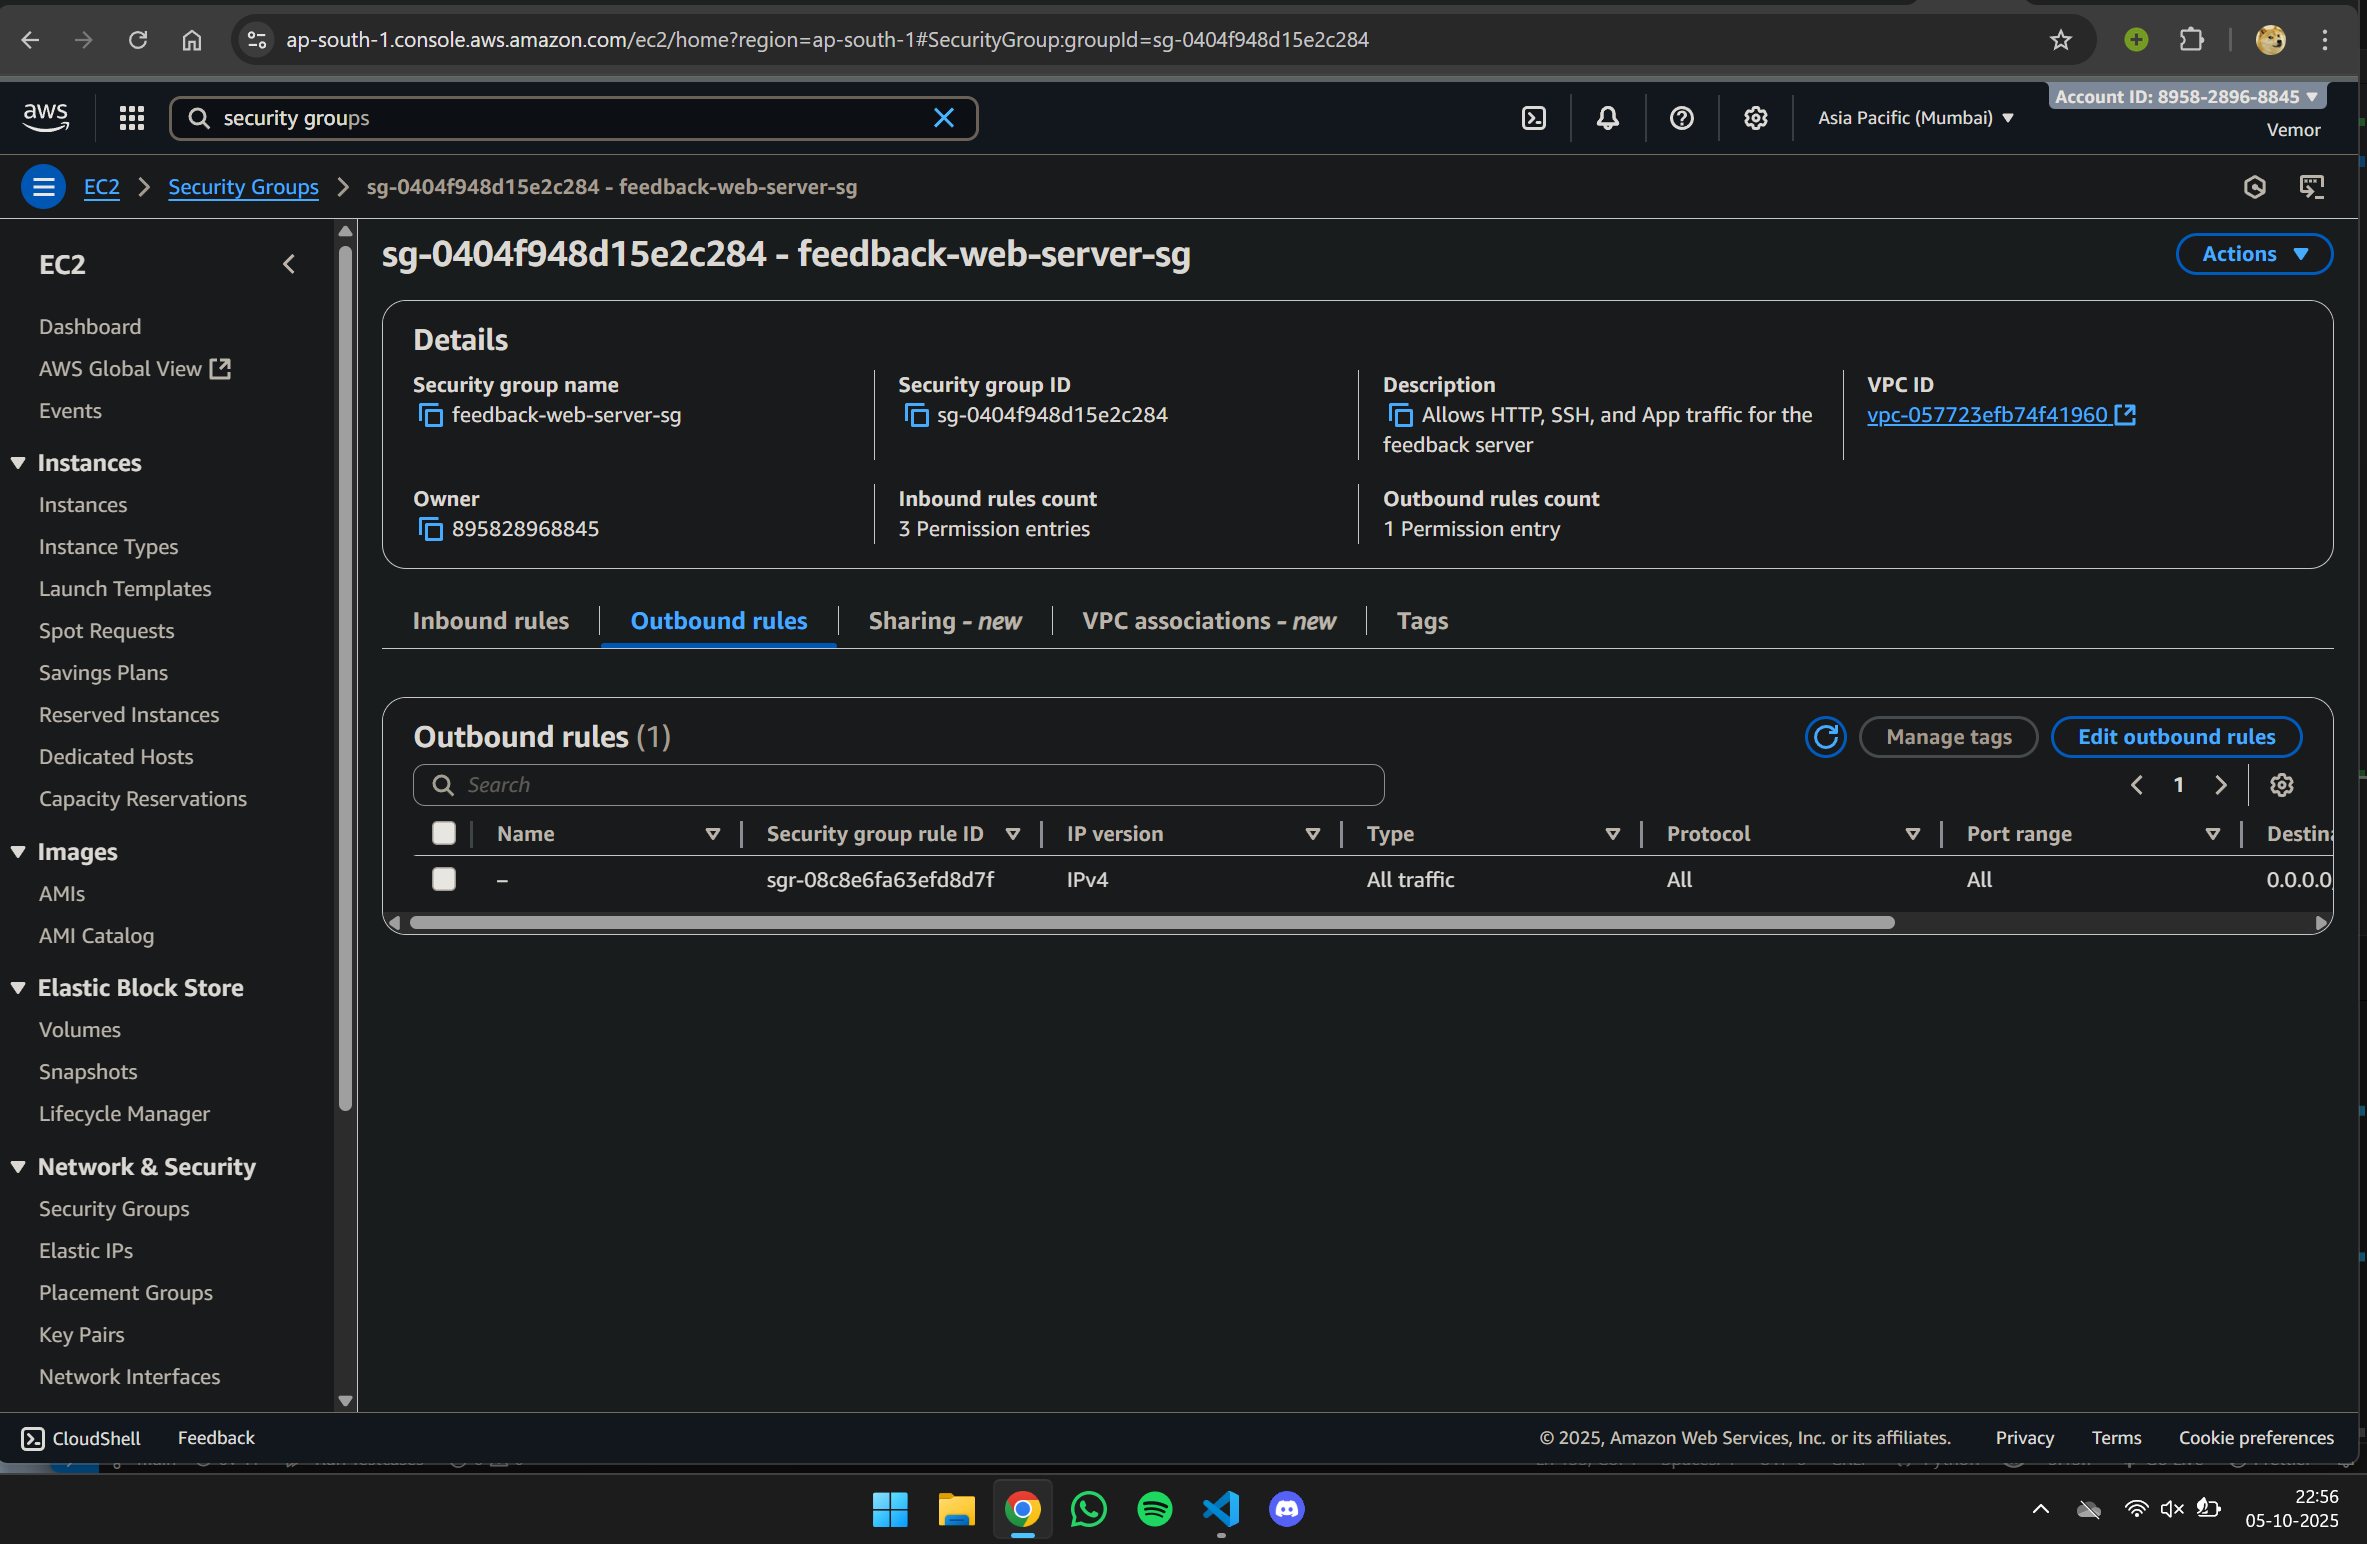 ap-south-1.console.aws.amazon.com/ec2/home?region=ap-south-1#SecurityGroup:groupId=sg-0404f948d15e2c284
aws
security groups
Asia Pacific (Mumbai)
Account ID: 8958-2896-8845
Vemor
EC2
Security Groups
sg-0404f948d15e2c284 - feedback-web-server-sg
EC2
Dashboard
AWS Global View
Events
Instances
Instances
Instance Types
Launch Templates
Spot Requests
Savings Plans
Reserved Instances
Dedicated Hosts
Capacity Reservations
Images
AMIs
AMI Catalog
Elastic Block Store
Volumes
Snapshots
Lifecycle Manager
Network & Security
Security Groups
Elastic IPs
Placement Groups
Key Pairs
Network Interfaces
sg-0404f948d15e2c284 - feedback-web-server-sg
Actions
Details
Security group name
feedback-web-server-sg
Security group ID
sg-0404f948d15e2c284
Description
Allows HTTP, SSH, and App traffic for the
feedback server
VPC ID
vpc-057723efb74f41960
Owner
895828968845
Inbound rules count
3 Permission entries
Outbound rules count
1 Permission entry
Inbound rules
Outbound rules
Sharing - new
VPC associations - new
Tags
Outbound rules (1)
Manage tags
Edit outbound rules
Search
1
Name Security group rule ID IP version Type Protocol Port range Destina
– sgr-08c8e6fa63efd8d7f IPv4 All traffic All All 0.0.0.0
CloudShell
Feedback
© 2025, Amazon Web Services, Inc. or its affiliates.
Privacy
Terms
Cookie preferences
22:56
05-10-2025